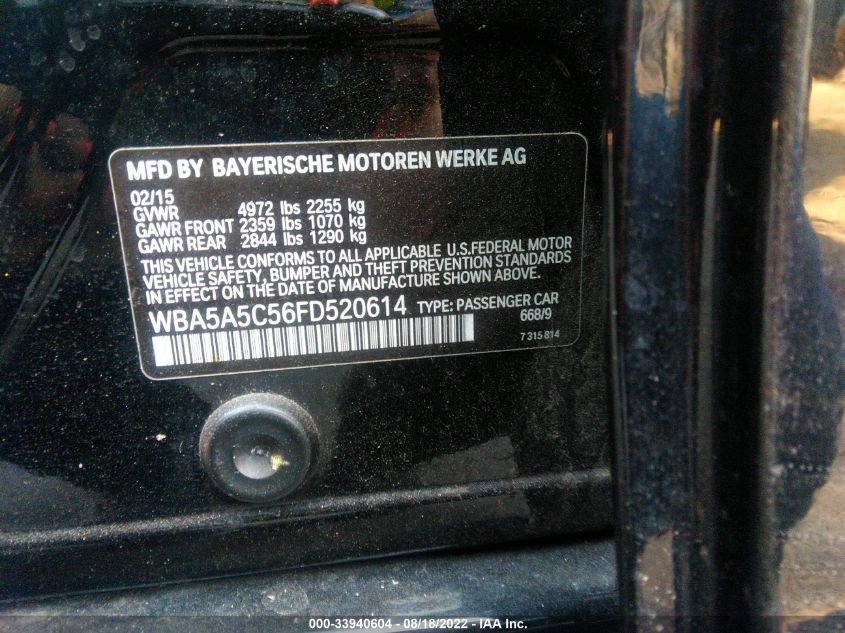 MFD BY BAYERISCHE MOTOREN WERKE AG
02/15
GVWR 4972 lbs 2255 kg
GAWR FRONT 2359 lbs 1070 kg
GAWR REAR 2844 lbs 1290 kg
THIS VEHICLE CONFORMS TO ALL APPLICABLE U.S.FEDERAL MOTOR
VEHICLE SAFETY, BUMPER AND THEFT PREVENTION STANDARDS
IN EFFECT ON THE DATE OF MANUFACTURE SHOWN ABOVE.
WBA5A5C56FD520614 TYPE: PASSENGER CAR
668/9
7 315 814
000-33940604 - 08/18/2022 - IAA Inc.